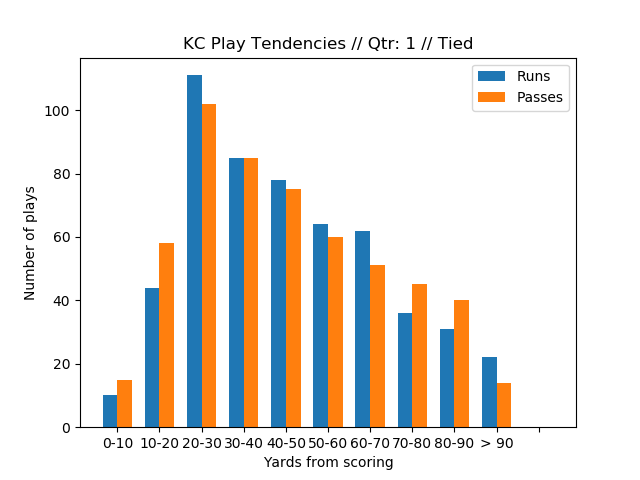 KC Play Tendencies // Qtr: 1 // Tied
Runs
Passes
Number of plays
100
80
60
40
20
0
0-10 10-20 20-30 30-40 40-50 50-60 60-70 70-80 80-90 > 90
Yards from scoring